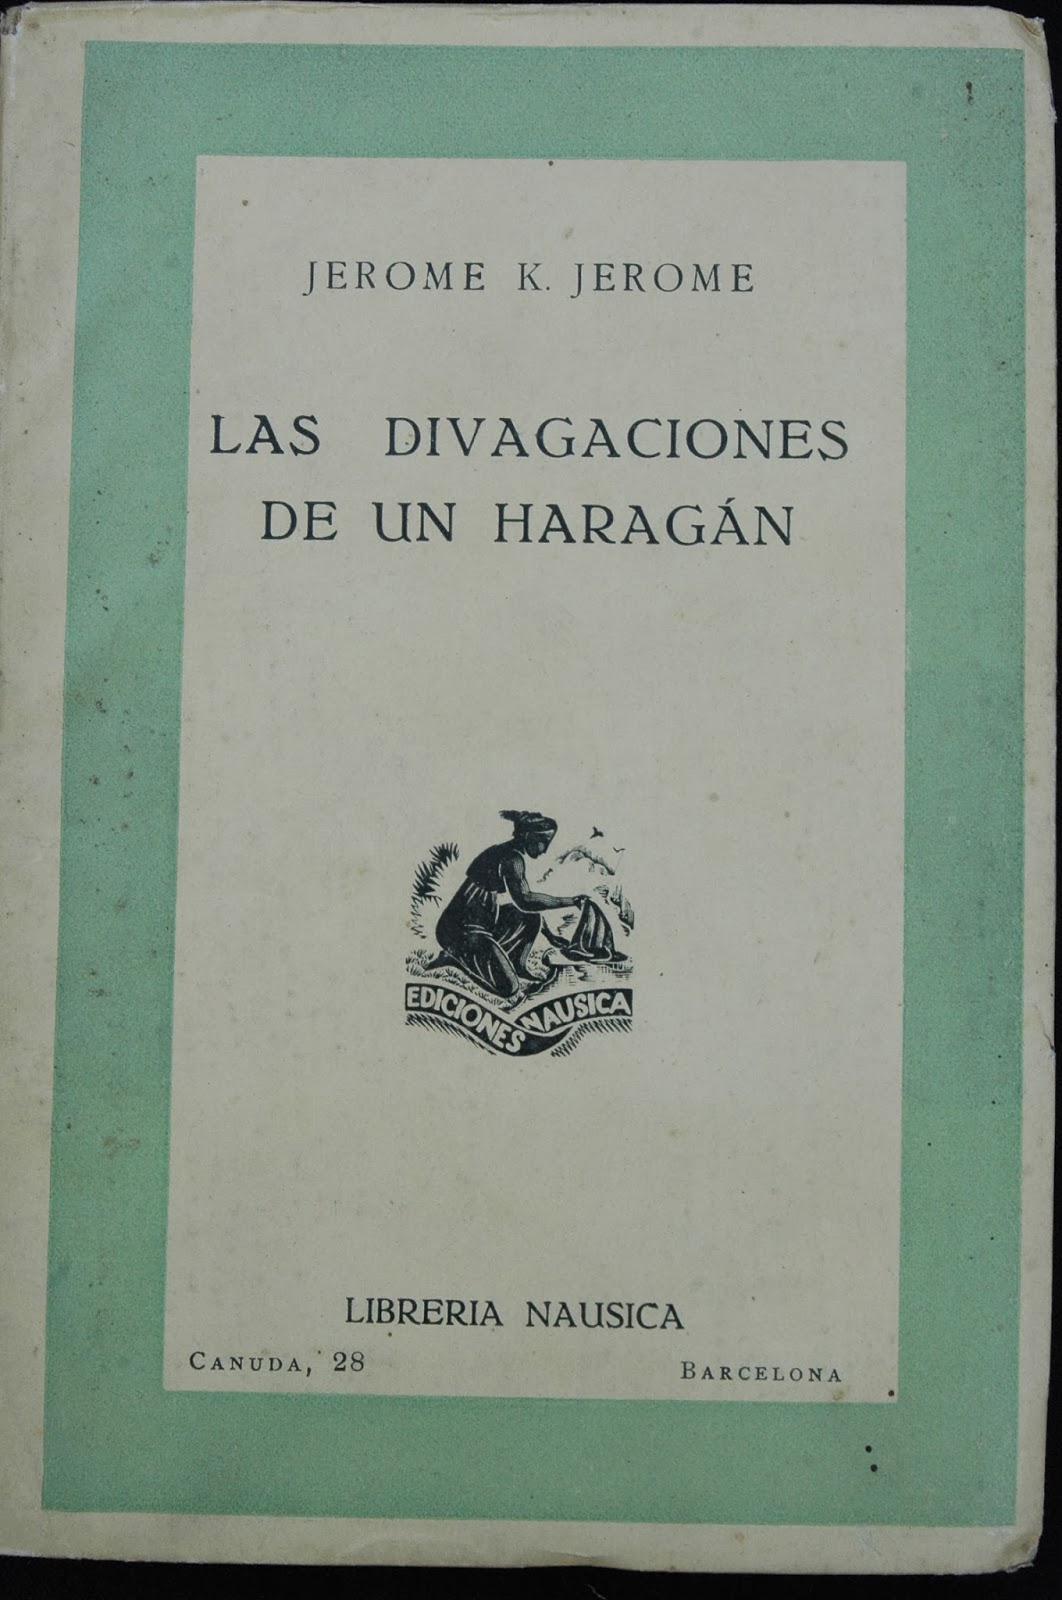 JEROME K. JEROME
LAS DIVAGACIONES
DE UN HARAGÁN
EDICIONES NAUSICA
LIBRERIA NAUSICA
CANUDA, 28 BARCELONA